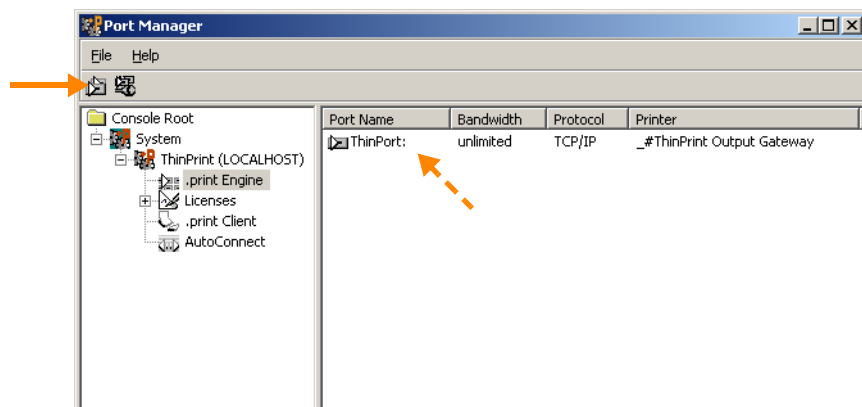 Port Manager
File Help
Console Root
System
ThinPrint (LOCALHOST)
.print Engine
Licenses
.print Client
AutoConnect
Port Name Bandwidth Protocol Printer
ThinPort: unlimited TCP/IP _#ThinPrint Output Gateway